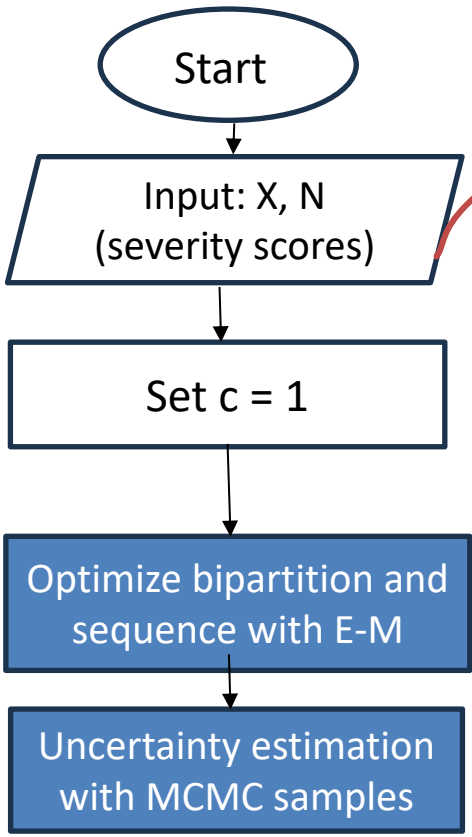 Start
Input: X, N
(severity scores)
Set c = 1
Optimize bipartition and
sequence with E-M
Uncertainty estimation
with MCMC samples